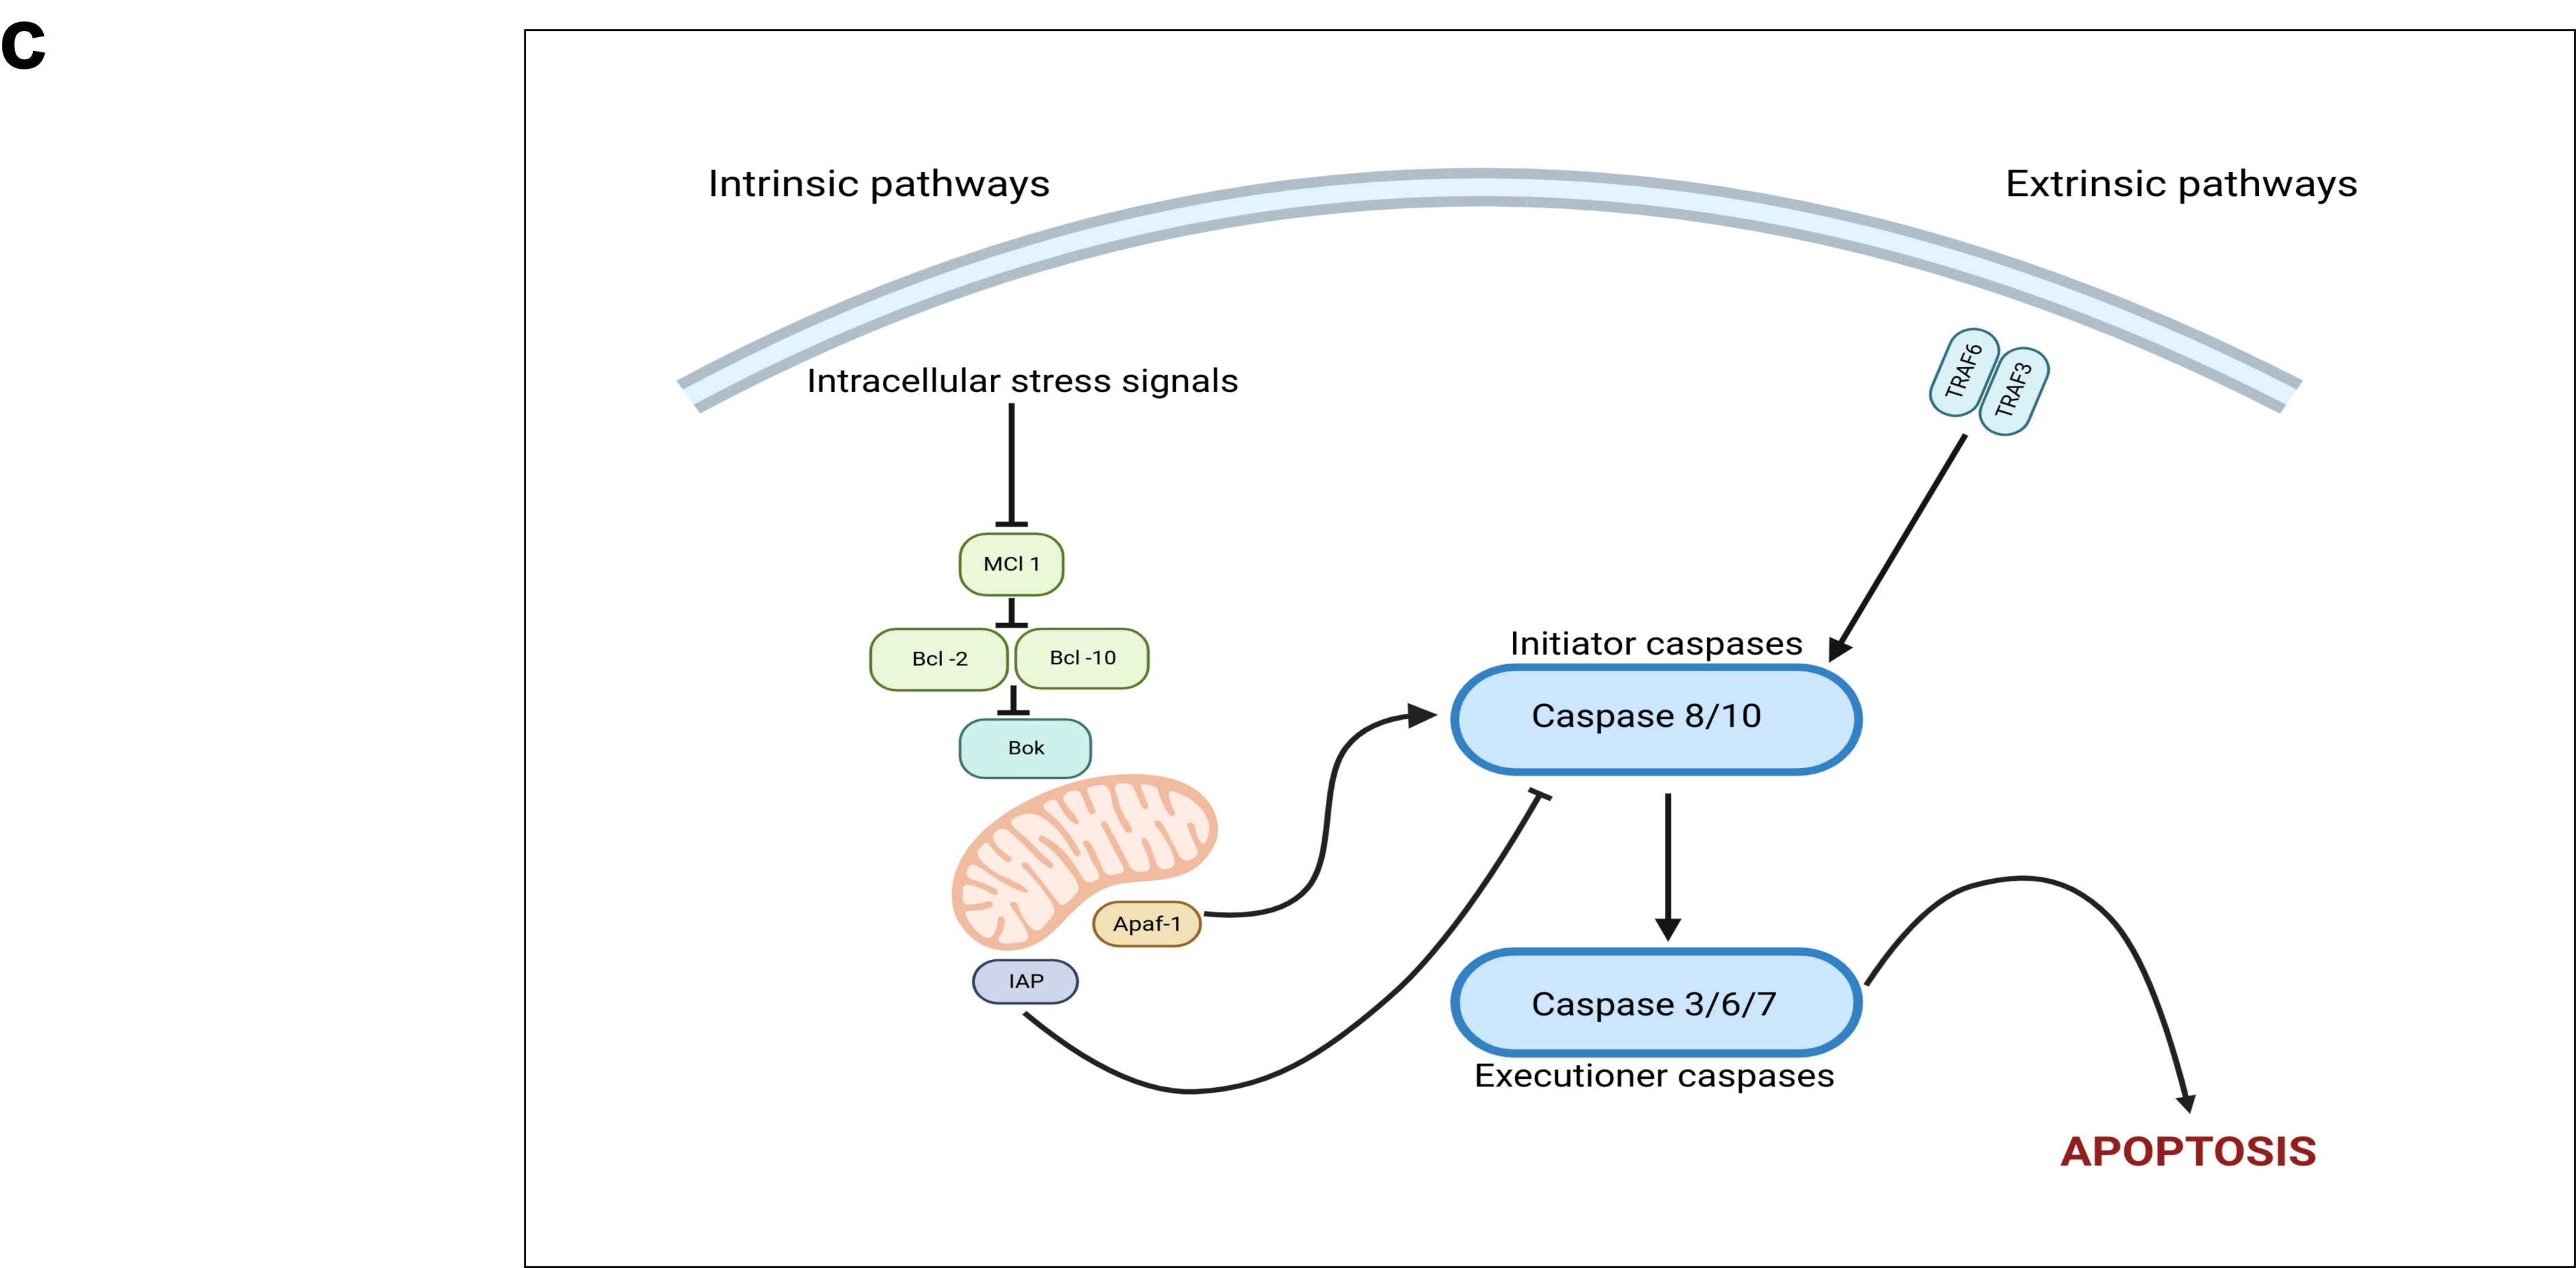 c
Intrinsic pathways
Extrinsic pathways
Intracellular stress signals
TRAF6
TRAF3
MCl 1
Bcl -2
Bcl -10
Bok
Initiator caspases
Caspase 8/10
Apaf-1
IAP
Caspase 3/6/7
Executioner caspases
APOPTOSIS